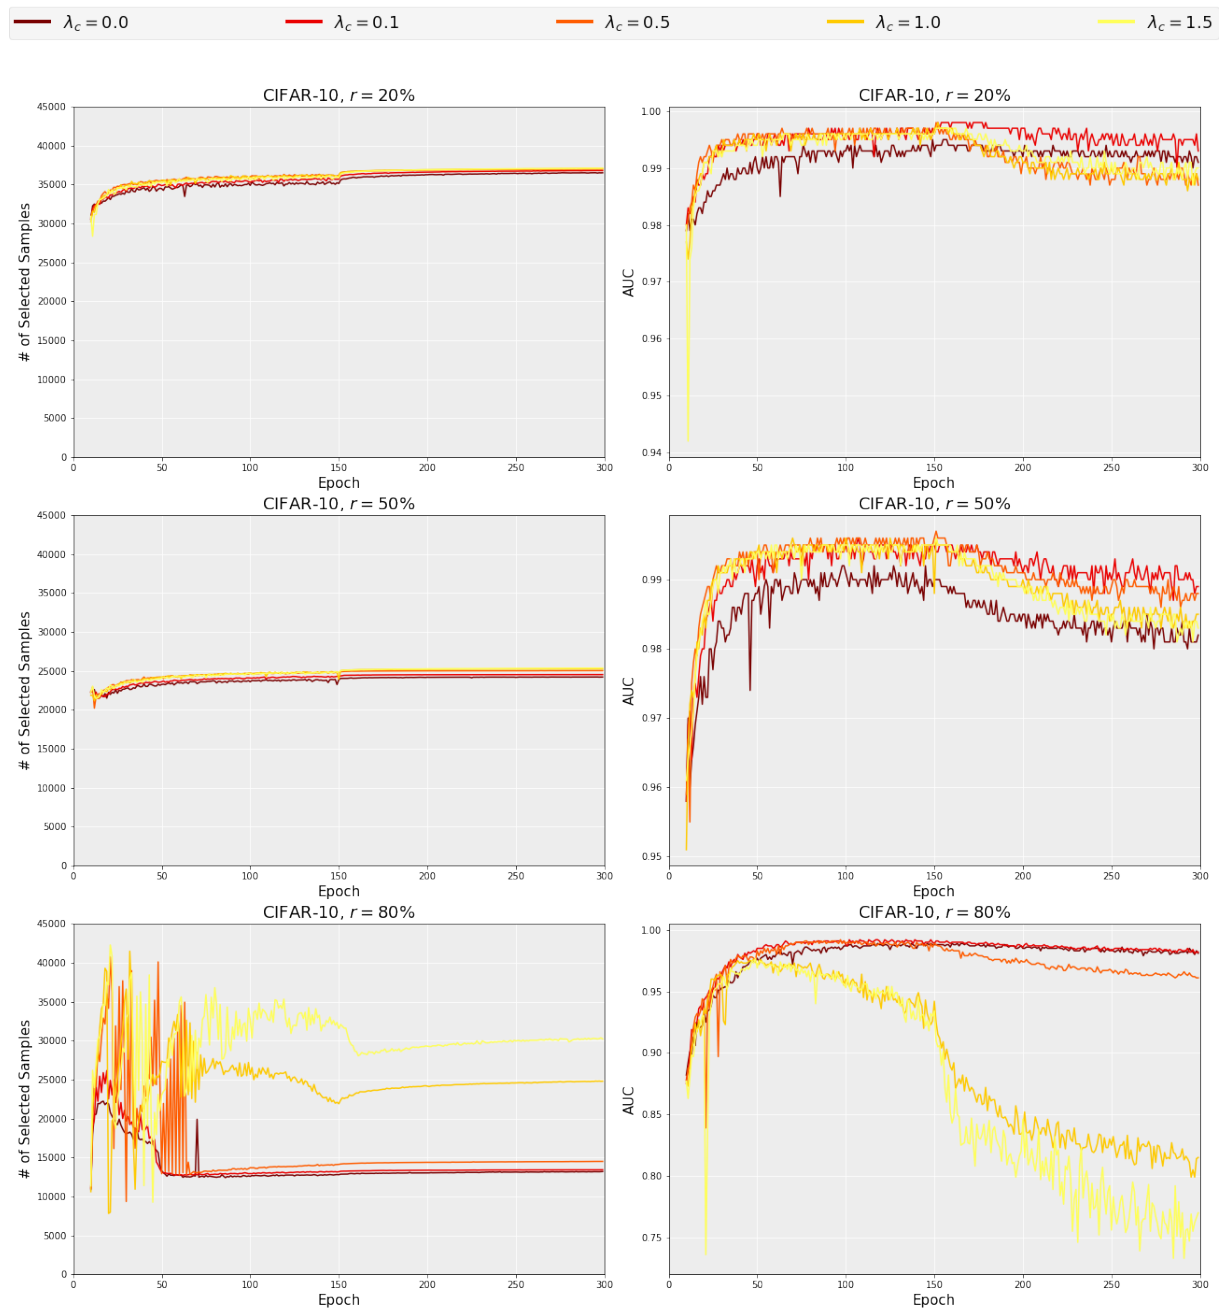 λ_c = 0.0 λ_c = 0.1 λ_c = 0.5 λ_c = 1.0 λ_c = 1.5
CIFAR-10, r = 20%
# of Selected Samples
45000
40000
35000
30000
25000
20000
15000
10000
5000
0
0 50 100 150 200 250 300
Epoch
CIFAR-10, r = 20%
AUC
1.00
0.99
0.98
0.97
0.96
0.95
0.94
0 50 100 150 200 250 300
Epoch
CIFAR-10, r = 50%
# of Selected Samples
45000
40000
35000
30000
25000
20000
15000
10000
5000
0
0 50 100 150 200 250 300
Epoch
CIFAR-10, r = 50%
AUC
0.99
0.98
0.97
0.96
0.95
0 50 100 150 200 250 300
Epoch
CIFAR-10, r = 80%
# of Selected Samples
45000
40000
35000
30000
25000
20000
15000
10000
5000
0
0 50 100 150 200 250 300
Epoch
CIFAR-10, r = 80%
AUC
1.00
0.95
0.90
0.85
0.80
0.75
0 50 100 150 200 250 300
Epoch